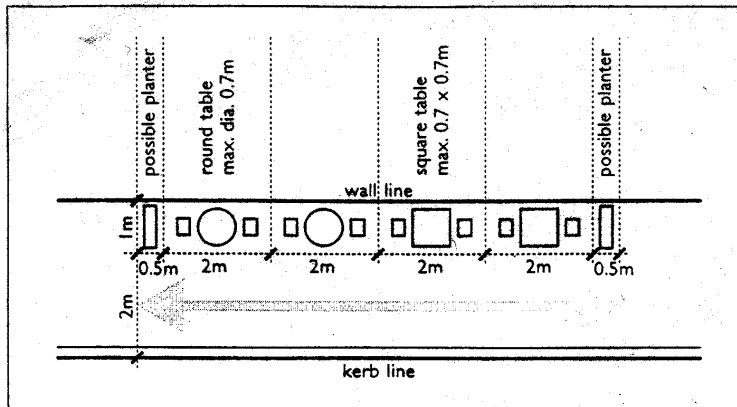 possible planter
round table
max. dia. 0.7m
square table
max. 0.7 x 0.7m
possible planter
wall line
1m
0.5m
2m
2m
2m
2m
0.5m
2m
kerb line